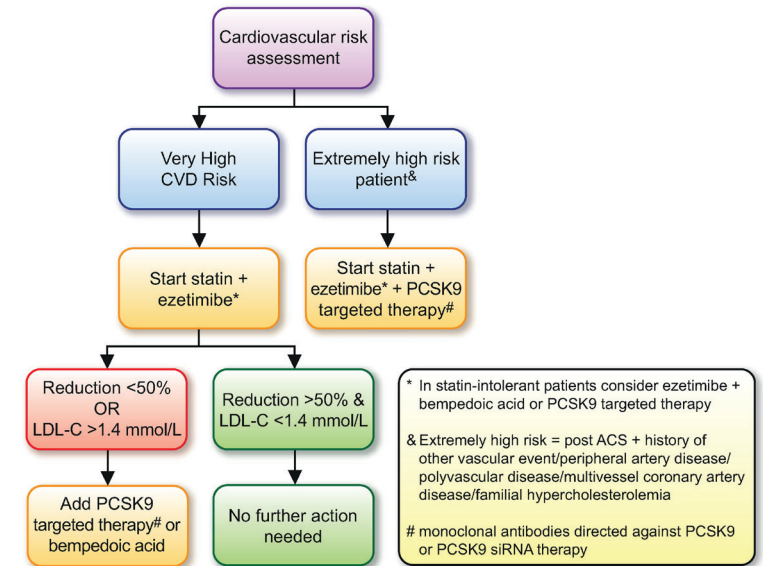 Cardiovascular risk
assessment
Very High
CVD Risk
Extremely high risk
patient&
Start statin +
ezetimibe*
Start statin +
ezetimibe* + PCSK9
targeted therapy#
Reduction <50%
OR
LDL-C >1.4 mmol/L
Reduction >50% &
LDL-C <1.4 mmol/L
Add PCSK9
targeted therapy# or
bempedoic acid
No further action
needed
* In statin-intolerant patients consider ezetimibe +
bempedoic acid or PCSK9 targeted therapy
& Extremely high risk = post ACS + history of
other vascular event/peripheral artery disease/
polyvascular disease/multivessel coronary artery
disease/familial hypercholesterolemia
# monoclonal antibodies directed against PCSK9
or PCSK9 siRNA therapy